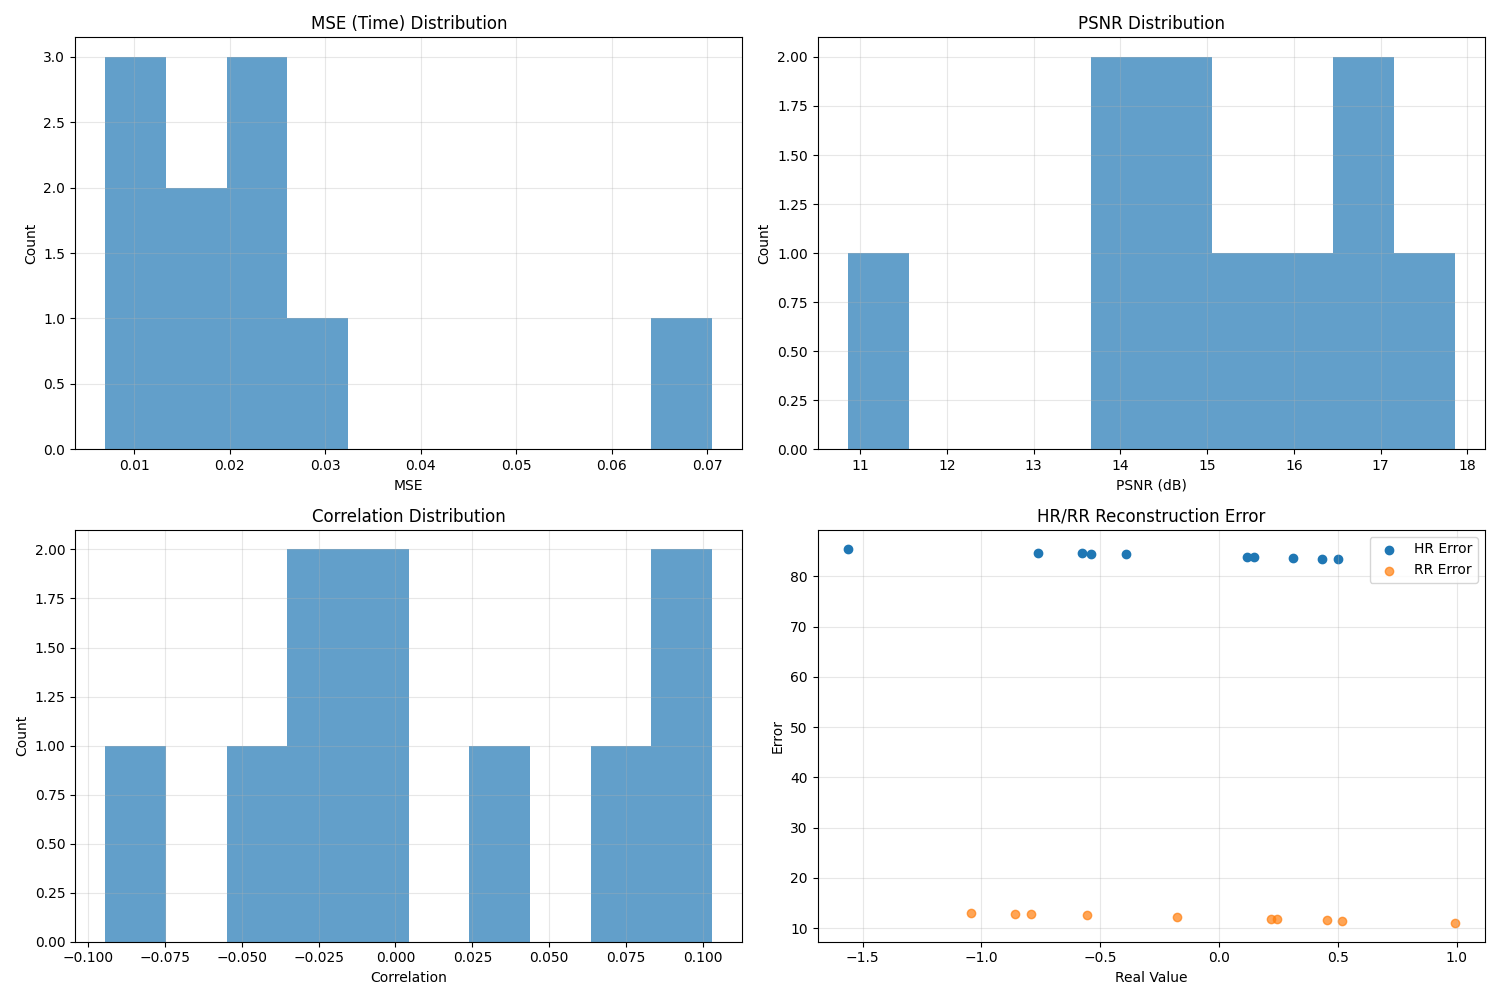 MSE (Time) Distribution
3.0
2.5
2.0
1.5
1.0
0.5
0.0
Count
0.01 0.02 0.03 0.04 0.05 0.06 0.07
MSE
PSNR Distribution
2.00
1.75
1.50
1.25
1.00
0.75
0.50
0.25
0.00
Count
11 12 13 14 15 16 17 18
PSNR (dB)
Correlation Distribution
2.00
1.75
1.50
1.25
1.00
0.75
0.50
0.25
0.00
Count
−0.100 −0.075 −0.050 −0.025 0.000 0.025 0.050 0.075 0.100
Correlation
HR/RR Reconstruction Error
HR Error
RR Error
80
70
60
50
40
30
20
10
Error
−1.5 −1.0 −0.5 0.0 0.5 1.0
Real Value